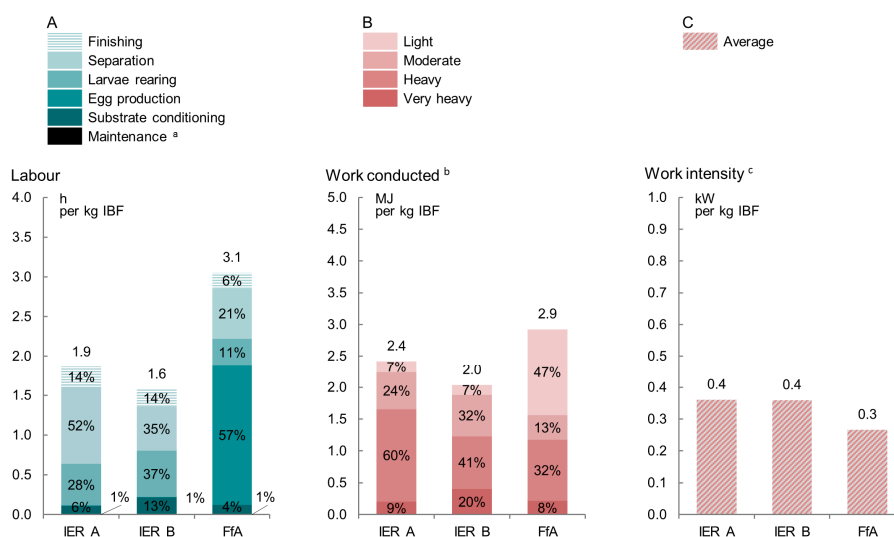 A
Finishing
Separation
Larvae rearing
Egg production
Substrate conditioning
Maintenance a
B
Light
Moderate
Heavy
Very heavy
C
Average
Labour
h
per kg IBF
4.0
3.5
3.0
2.5
2.0
1.5
1.0
0.5
0.0
1.9
14%
52%
28%
6%
1%
1.6
14%
35%
37%
13%
1%
3.1
6%
21%
11%
57%
4%
1%
IER A
IER B
FfA
Work conducted b
MJ
per kg IBF
5.0
4.5
4.0
3.5
3.0
2.5
2.0
1.5
1.0
0.5
0.0
2.4
7%
24%
60%
9%
2.0
7%
32%
41%
20%
2.9
47%
13%
32%
8%
IER A
IER B
FfA
Work intensity c
kW
per kg IBF
1.0
0.9
0.8
0.7
0.6
0.5
0.4
0.3
0.2
0.1
0.0
0.4
0.4
0.3
IER A
IER B
FfA